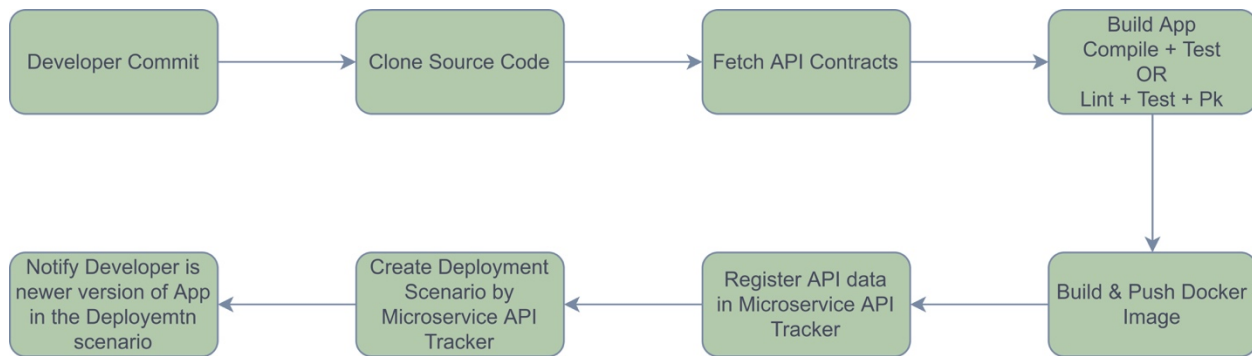 Developer Commit
Clone Source Code
Fetch API Contracts
Build App
Compile + Test
OR
Lint + Test + Pk
Notify Developer is
newer version of App
in the Deployemtn
scenario
Create Deployment
Scenario by
Microservice API
Tracker
Register API data
in Microservice API
Tracker
Build & Push Docker
Image